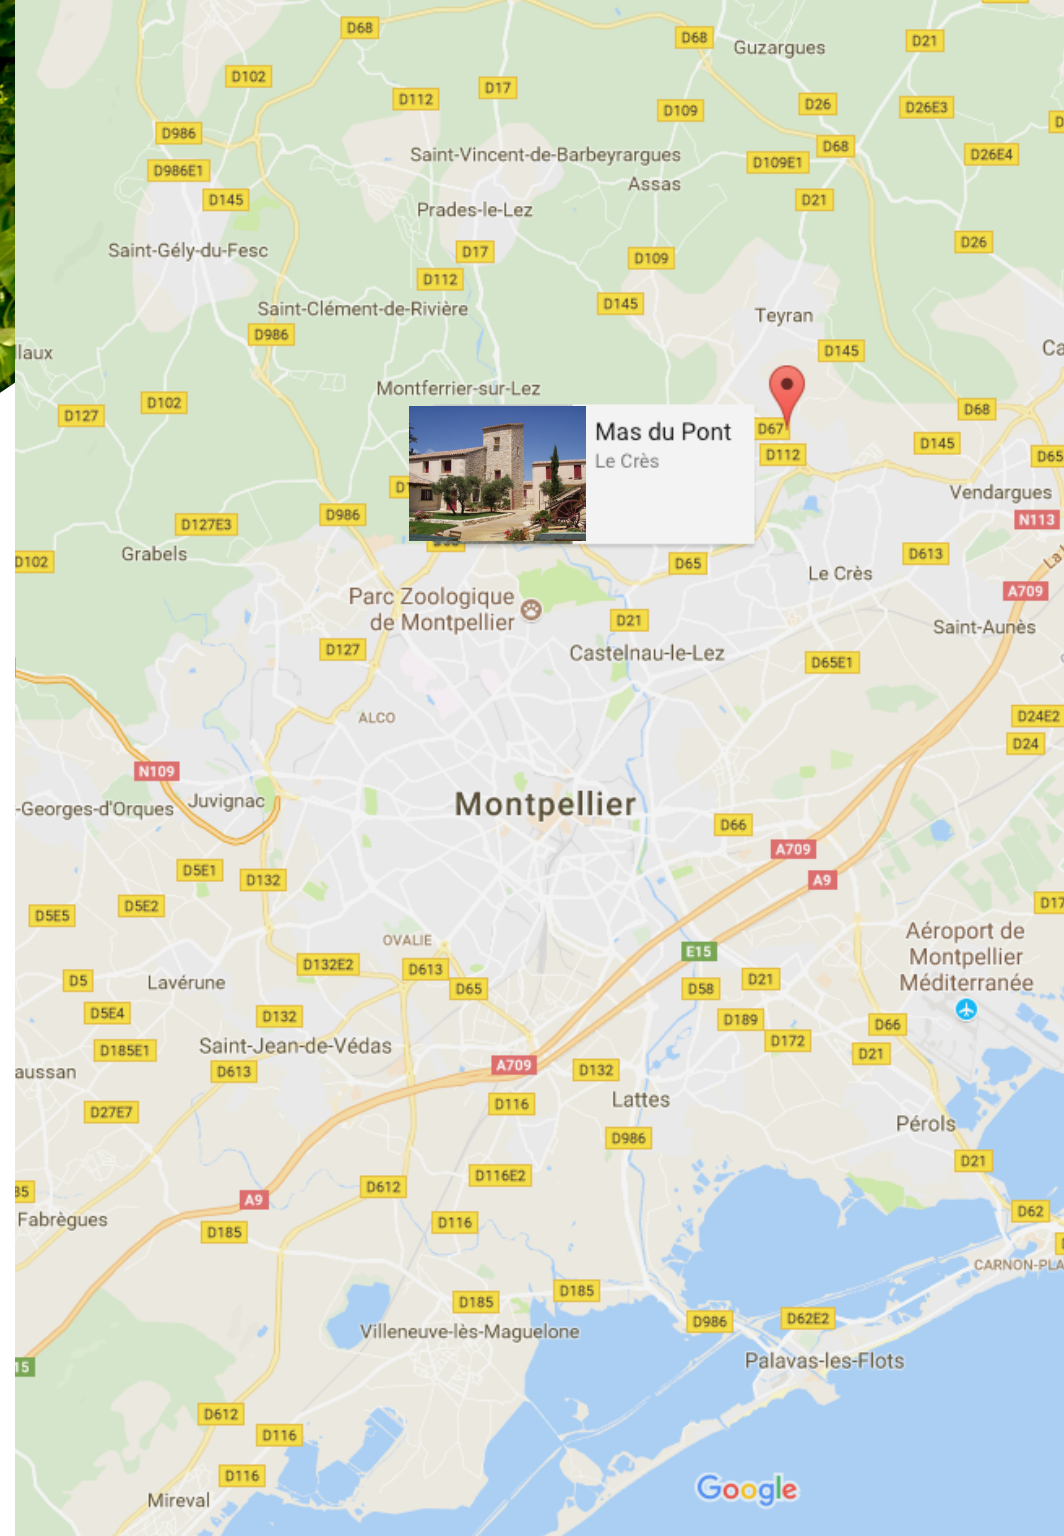 D68
D68
D21
Guzargues
D102
D17
D112
D109
D26
D26E3
D986
D68
Saint-Vincent-de-Barbeyrargues
D109E1
D26E4
D986E1
Assas
D145
D21
Prades-le-Lez
D26
Saint-Gély-du-Fesc
D17
D109
D112
D145
Saint-Clément-de-Rivière
Teyran
D986
D145
llaux
Montferrier-sur-Lez
D102
D127
D68
D67
Mas du Pont
D145
D112
D65
Le Crès
Vendargues
D986
D127E3
N113
Grabels
D102
D65
Le Crès
D613
A709
Parc Zoologique
de Montpellier
D21
Saint-Aunès
D127
Castelnau-le-Lez
D65E1
ALCO
D24E2
D24
N109
-Georges-d'Orques
Juvignac
Montpellier
D66
A709
D5E1
D132
A9
D5E5
D5E2
D17
Aéroport de
Montpellier
Méditerranée
OVALIE
E15
D132E2
D613
D5
Lavérune
D65
D58
D21
D5E4
D132
D189
D66
D185E1
Saint-Jean-de-Védas
D172
D21
aussan
D613
A709
D132
D27E7
D116
Lattes
Pérols
D986
D21
D116E2
85
A9
D612
D62
Fabrègues
D185
D116
CARNON-PLA
D185
D185
D986
D62E2
Villeneuve-lès-Maguelone
15
Palavas-les-Flots
D612
D116
D116
Mireval
Google